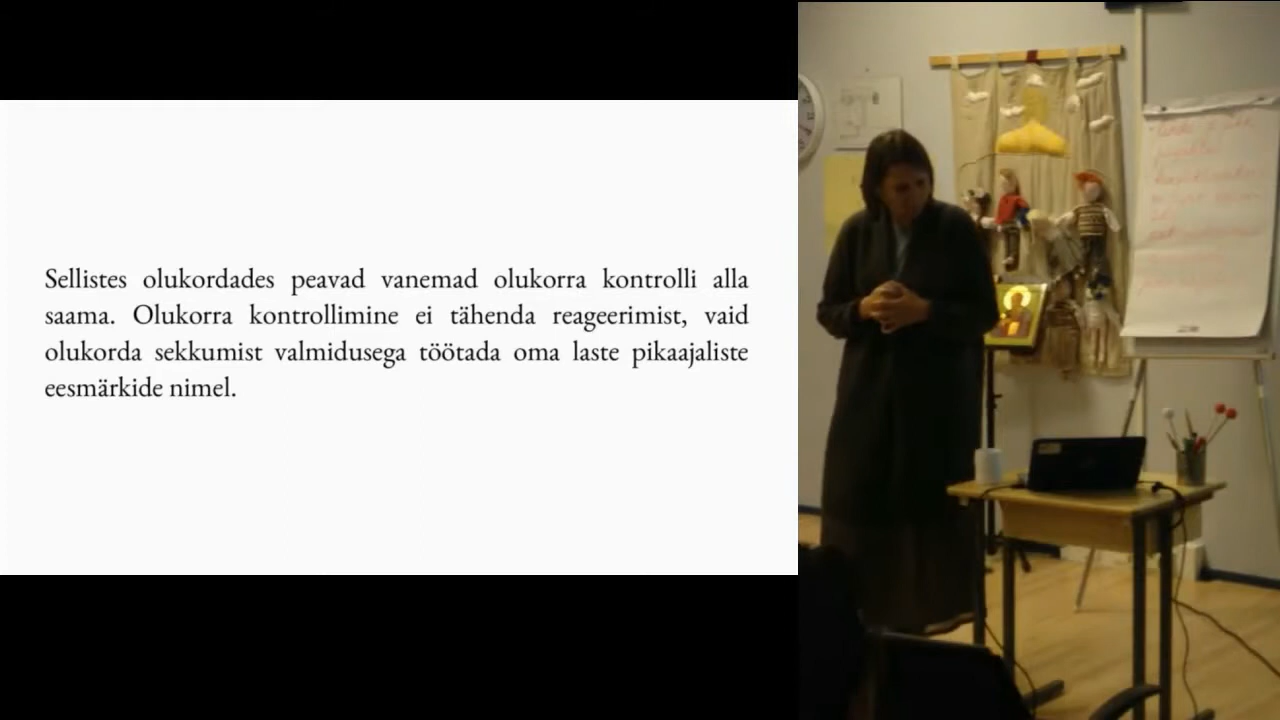 Sellistes olukordades peavad vanemad olukorra kontrolli alla
saama. Olukorra kontrollimine ei tähenda reageerimist, vaid
olukorda sekkumist valmidusega töötada oma laste pikaajaliste
eesmärkide nimel.